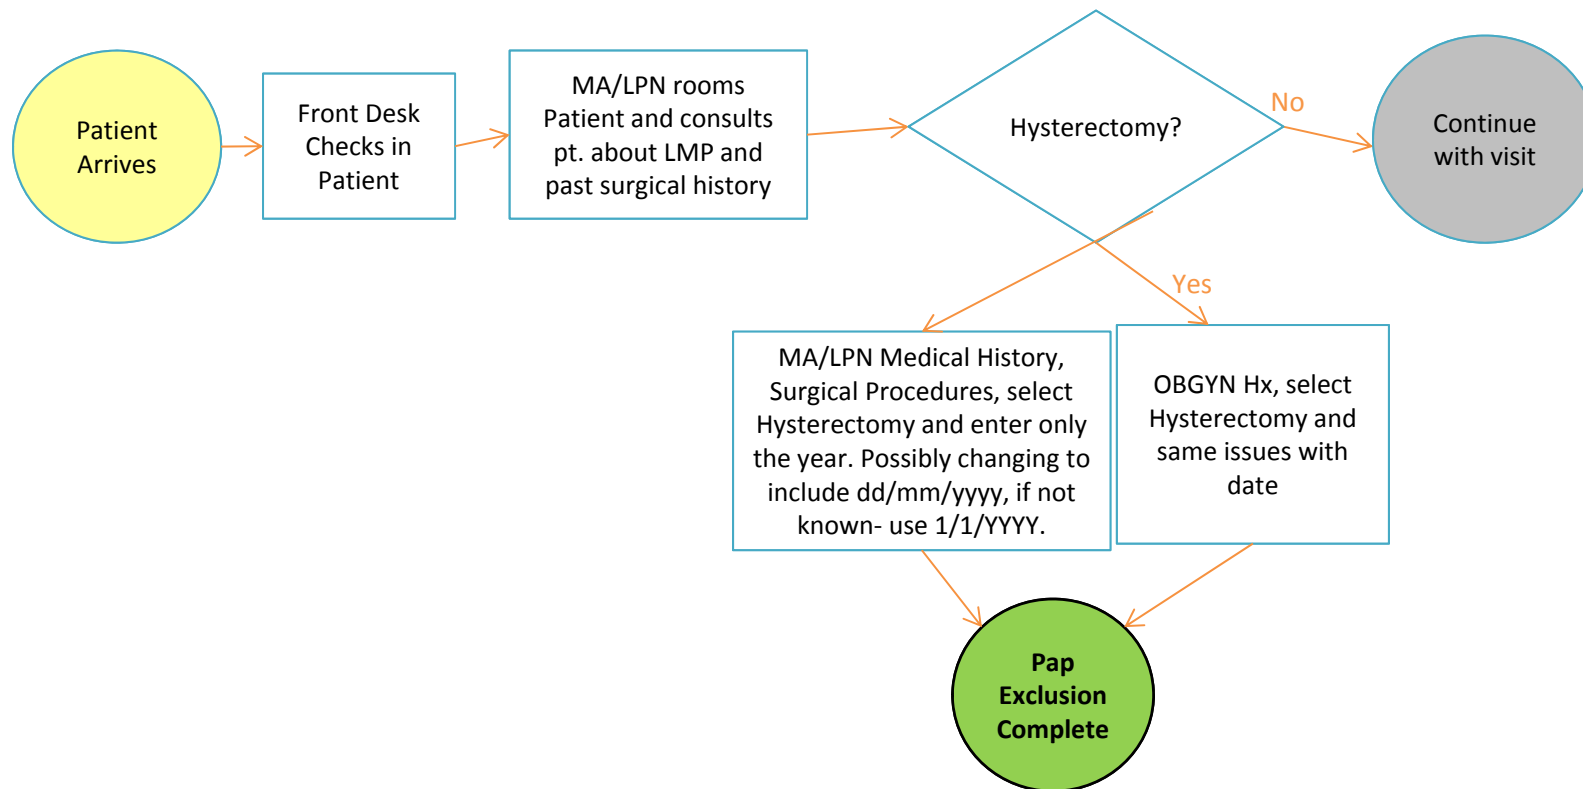 Patient
Arrives
Front Desk
Checks in
Patient
MA/LPN rooms
Patient and consults
pt. about LMP and
past surgical history
Hysterectomy?
No
Continue
with visit
Yes
MA/LPN Medical History,
Surgical Procedures, select
Hysterectomy and enter only
the year. Possibly changing to
include dd/mm/yyyy, if not
known- use 1/1/YYYY.
OBGYN Hx, select
Hysterectomy and
same issues with
date
Pap
Exclusion
Complete